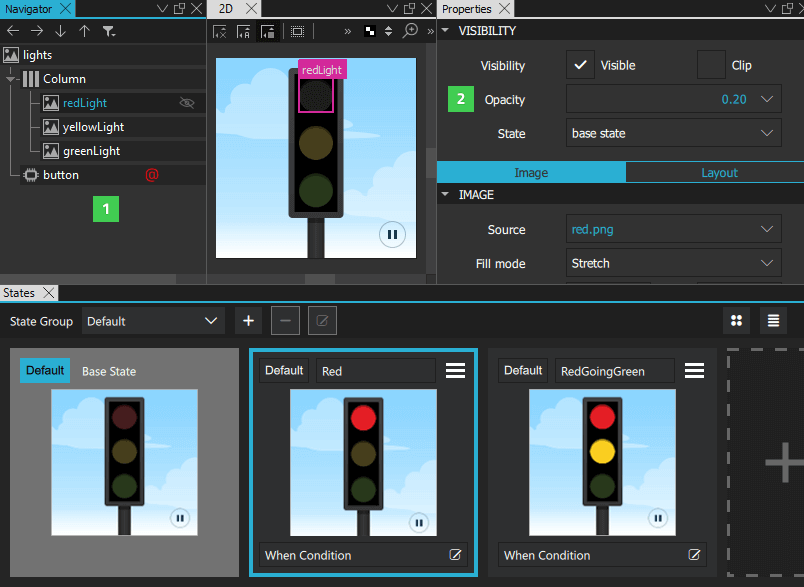 Navigator
2D
Properties
lights
Column
redLight
yellowLight
greenLight
button
@
1
redLight
VISIBILITY
Visibility
Visible
Clip
2
Opacity
0.20
State
base state
Image
Layout
IMAGE
Source
red.png
Fill mode
Stretch
States
State Group
Default
Default
Base State
Default
Red
Default
RedGoingGreen
When Condition
When Condition